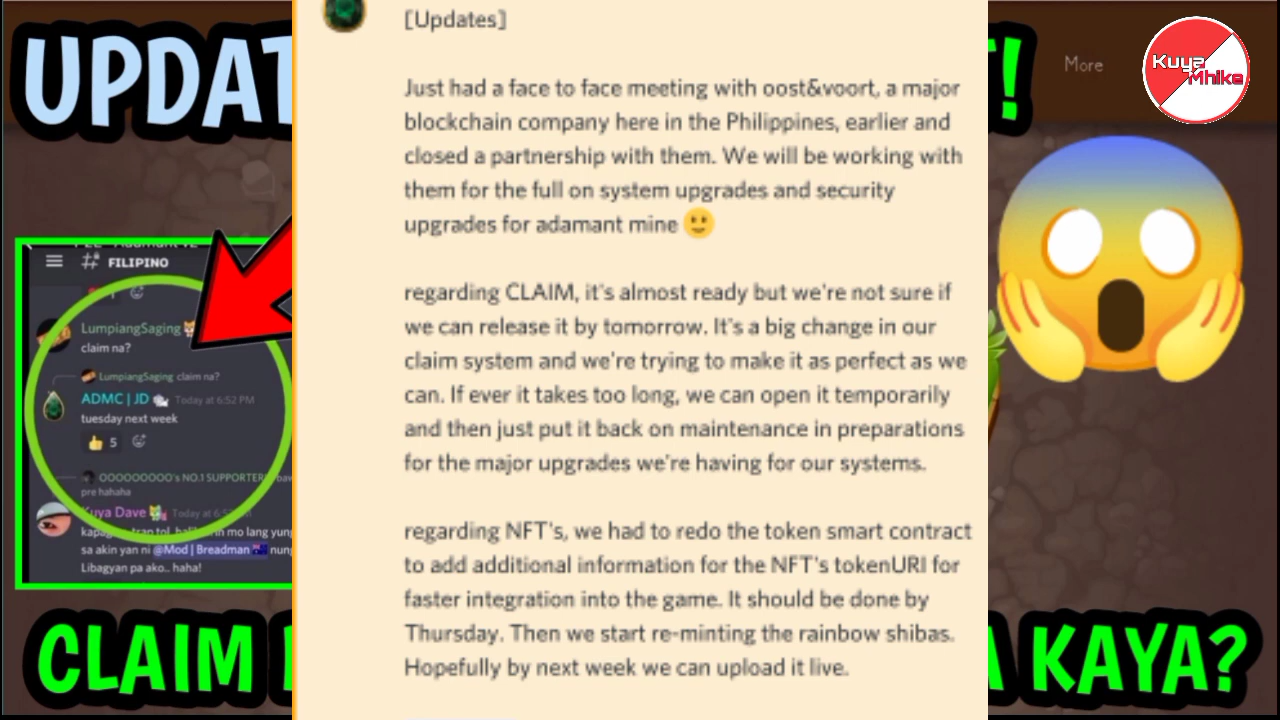 UPDAT
T!
More
Kuya
Mhike
[Updates]
Just had a face to face meeting with oost&voort, a major
blockchain company here in the Philippines, earlier and
closed a partnership with them. We will be working with
them for the full on system upgrades and security
upgrades for adamant mine 🙂
regarding CLAIM, it's almost ready but we're not sure if
we can release it by tomorrow. It's a big change in our
claim system and we're trying to make it as perfect as we
can. If ever it takes too long, we can open it temporarily
and then just put it back on maintenance in preparations
for the major upgrades we're having for our systems.
regarding NFT's, we had to redo the token smart contract
to add additional information for the NFT's tokenURI for
faster integration into the game. It should be done by
Thursday. Then we start re-minting the rainbow shibas.
Hopefully by next week we can upload it live.
# FILIPINO
LumpiangSaging
claim na?
LumpiangSaging claim na?
ADMC | JD Today at 6:52 PM
tuesday next week
👍 5
OOOOOOOOO's NO.1 SUPPORTER
pre hahaha
Kuya Dave Today at
mo lang yung
sa akin yan ni @Mod | Breadman 🇦🇺 nung
Libagyan pa ako.. haha!
CLAIM
A KAYA?